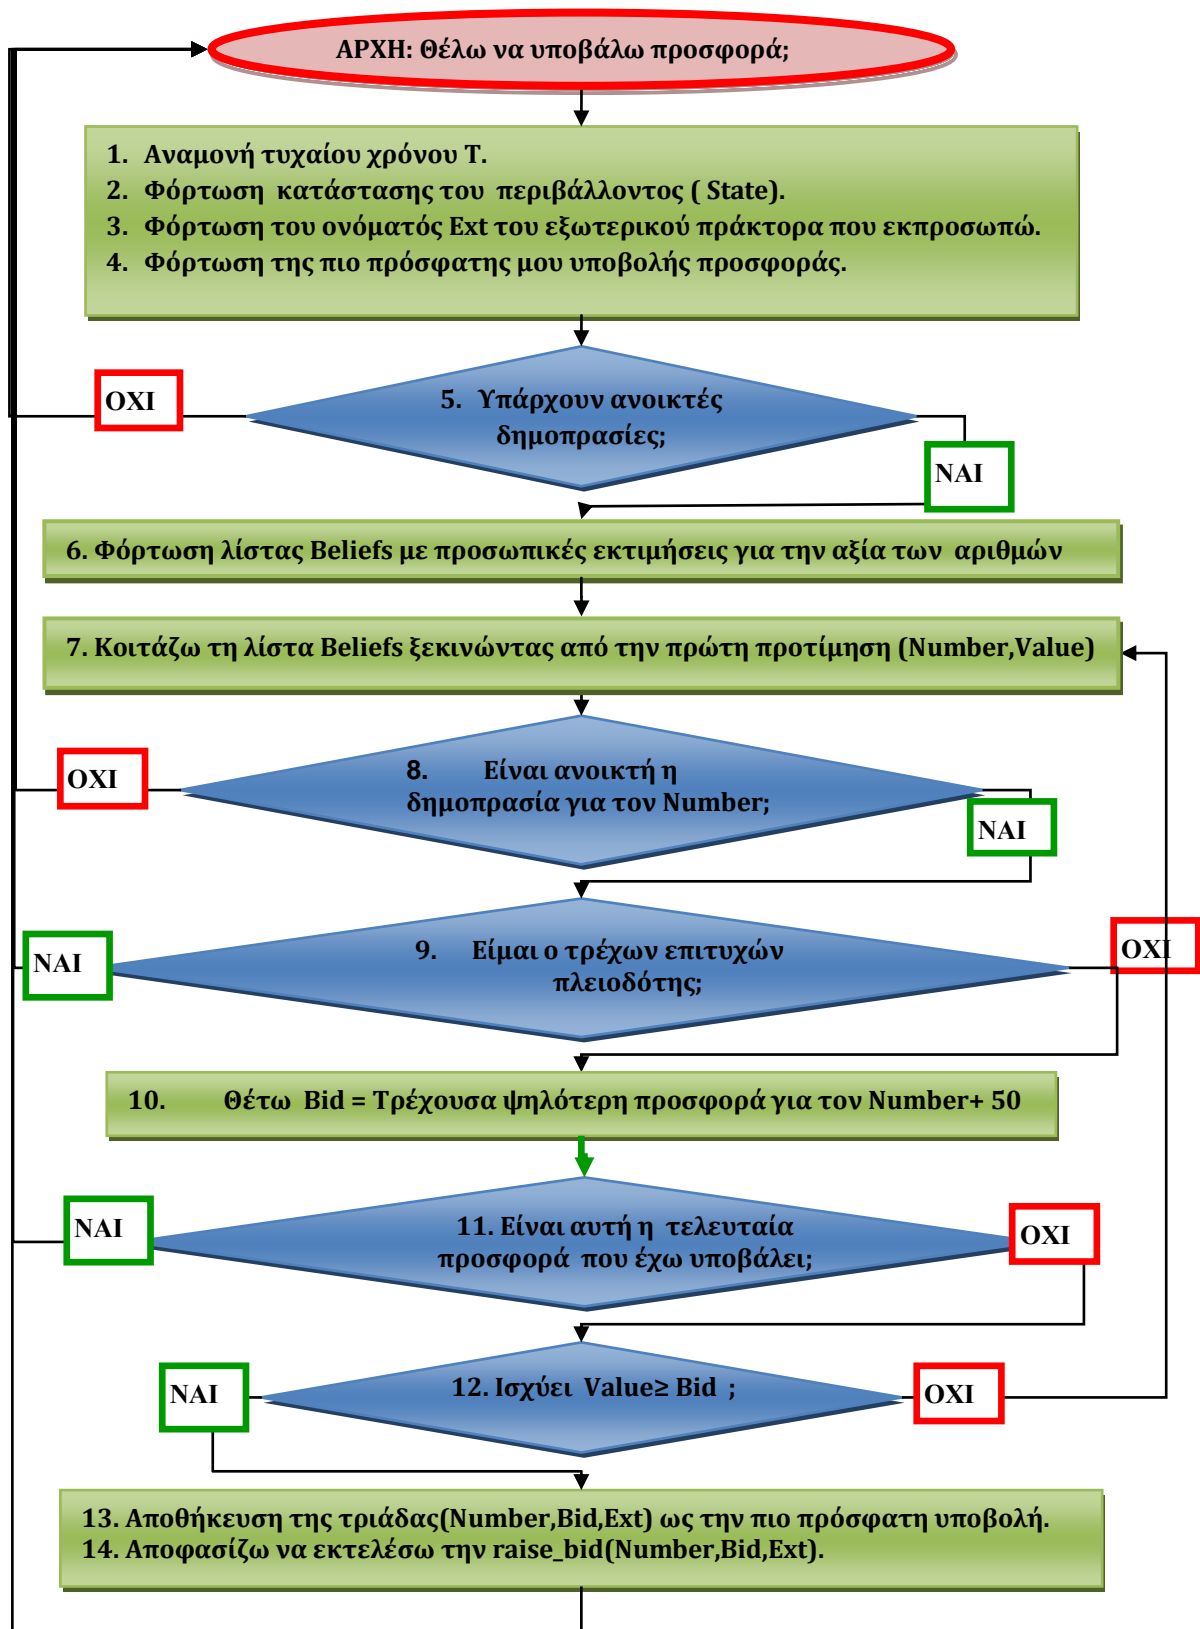 ΑΡΧΗ: Θέλω να υποβάλω προσφορά;
1. Αναμονή τυχαίου χρόνου Τ.
2. Φόρτωση κατάστασης του περιβάλλοντος ( State).
3. Φόρτωση του ονόματός Ext του εξωτερικού πράκτορα που εκπροσωπώ.
4. Φόρτωση της πιο πρόσφατης μου υποβολής προσφοράς.
ΟΧΙ
5. Υπάρχουν ανοικτές
δημοπρασίες;
ΝΑΙ
6. Φόρτωση λίστας Beliefs με προσωπικές εκτιμήσεις για την αξία των αριθμών
7. Κοιτάζω τη λίστα Beliefs ξεκινώντας από την πρώτη προτίμηση (Number,Value)
ΟΧΙ
8. Είναι ανοικτή η
δημοπρασία για τον Number;
ΝΑΙ
ΝΑΙ
9. Είμαι ο τρέχων επιτυχών
πλειοδότης;
ΟΧΙ
10. Θέτω Bid = Τρέχουσα ψηλότερη προσφορά για τον Number+ 50
ΝΑΙ
11. Είναι αυτή η τελευταία
προσφορά που έχω υποβάλει;
ΟΧΙ
ΝΑΙ
12. Ισχύει Value≥ Bid ;
ΟΧΙ
13. Αποθήκευση της τριάδας(Number,Bid,Ext) ως την πιο πρόσφατη υποβολή.
14. Αποφασίζω να εκτελέσω την raise_bid(Number,Bid,Ext).